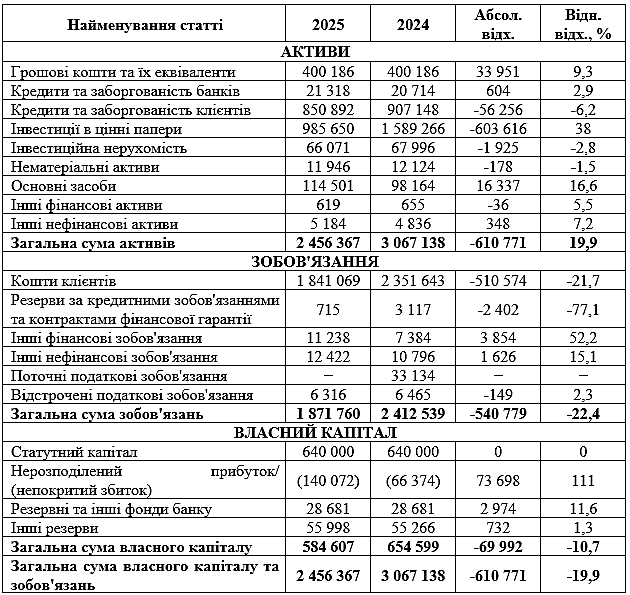 Найменування статті 2025 2024 Абсол. відх. Відн. відх., %
АКТИВИ
Грошові кошти та їх еквіваленти 400 186 400 186 33 951 9,3
Кредити та заборгованість банків 21 318 20 714 604 2,9
Кредити та заборгованість клієнтів 850 892 907 148 -56 256 -6,2
Інвестиції в цінні папери 985 650 1 589 266 -603 616 38
Інвестиційна нерухомість 66 071 67 996 -1 925 -2,8
Нематеріальні активи 11 946 12 124 -178 -1,5
Основні засоби 114 501 98 164 16 337 16,6
Інші фінансові активи 619 655 -36 5,5
Інші нефінансові активи 5 184 4 836 348 7,2
Загальна сума активів 2 456 367 3 067 138 -610 771 19,9
ЗОБОВ'ЯЗАННЯ
Кошти клієнтів 1 841 069 2 351 643 -510 574 -21,7
Резерви за кредитними зобов'язаннями
та контрактами фінансової гарантії 715 3 117 -2 402 -77,1
Інші фінансові зобов'язання 11 238 7 384 3 854 52,2
Інші нефінансові зобов'язання 12 422 10 796 1 626 15,1
Поточні податкові зобов'язання – 33 134 – –
Відстрочені податкові зобов'язання 6 316 6 465 -149 2,3
Загальна сума зобов'язань 1 871 760 2 412 539 -540 779 -22,4
ВЛАСНИЙ КАПІТАЛ
Статутний капітал 640 000 640 000 0 0
Нерозподілений прибуток/
(непокритий збиток) (140 072) (66 374) 73 698 111
Резервні та інші фонди банку 28 681 28 681 2 974 11,6
Інші резерви 55 998 55 266 732 1,3
Загальна сума власного капіталу 584 607 654 599 -69 992 -10,7
Загальна сума власного капіталу та
зобов'язань 2 456 367 3 067 138 -610 771 -19,9